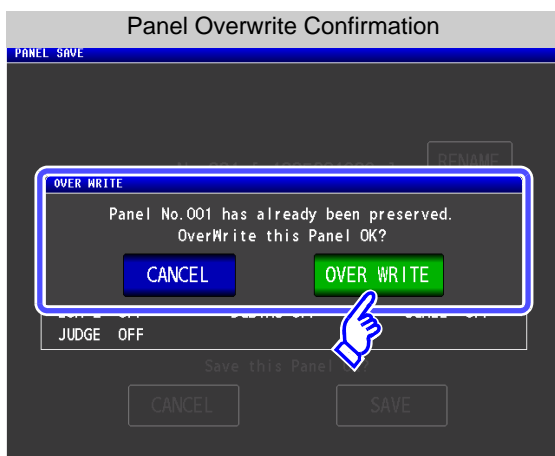 Panel Overwrite Confirmation
PANEL SAVE
RENAME
OVER WRITE
Panel No.001 has already been preserved.
OverWrite this Panel OK?
CANCEL OVER WRITE
JUDGE OFF
Save this Panel
CANCEL SAVE